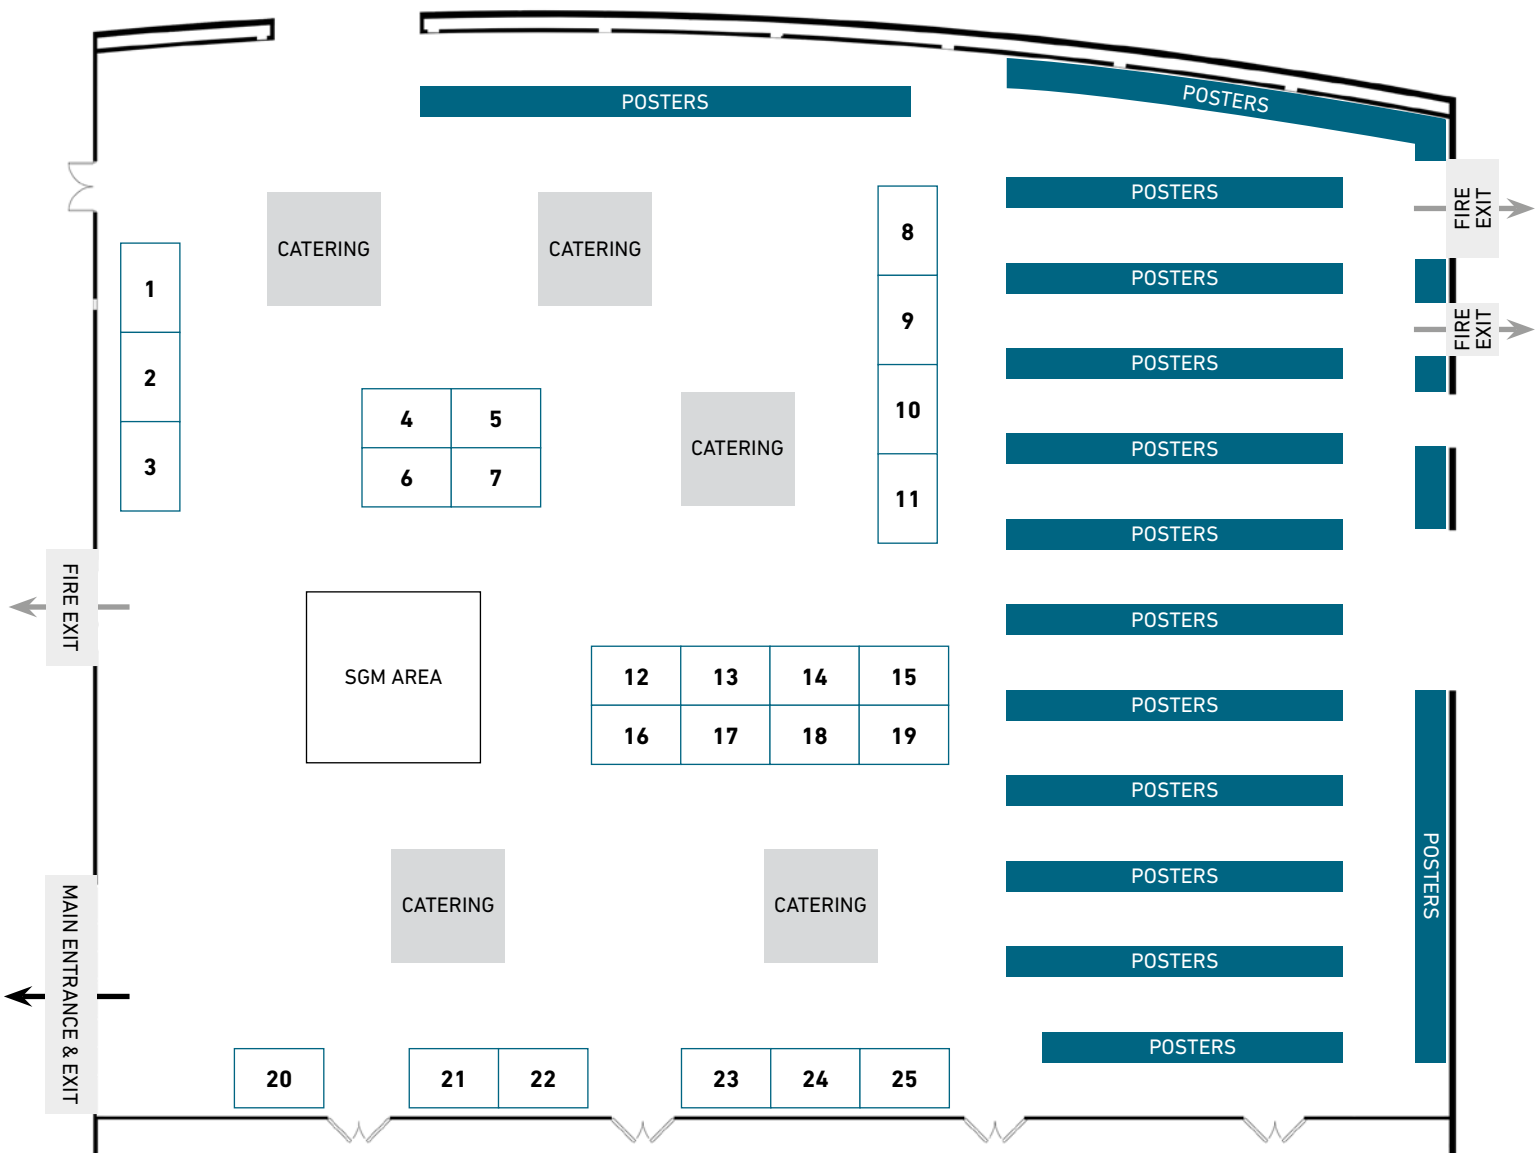 POSTERS
POSTERS
POSTERS
FIRE
EXIT
CATERING
CATERING
8
POSTERS
1
9
FIRE
EXIT
2
POSTERS
4
5
10
CATERING
POSTERS
3
6
7
11
POSTERS
FIRE EXIT
POSTERS
SGM AREA
12
13
14
15
POSTERS
16
17
18
19
POSTERS
POSTERS
POSTERS
CATERING
CATERING
POSTERS
MAIN ENTRANCE & EXIT
POSTERS
20
21
22
23
24
25